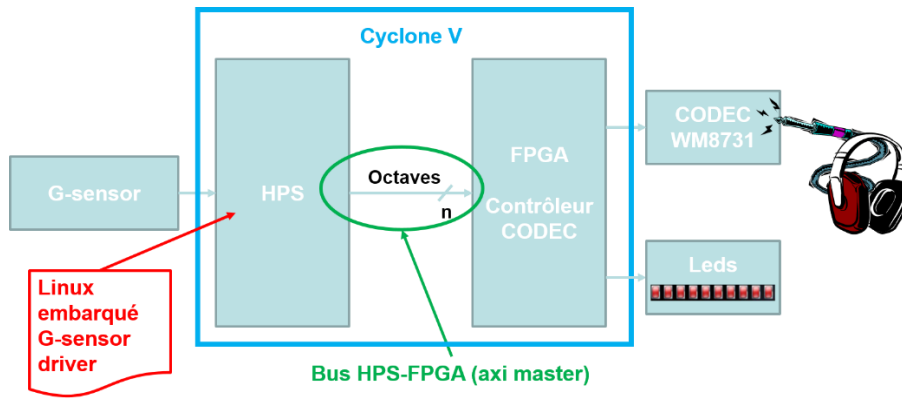 Cyclone V
G-sensor
HPS
Octaves
n
FPGA
Contrôleur
CODEC
CODEC
WM8731
Leds
Linux
embarqué
G-sensor
driver
Bus HPS-FPGA (axi master)